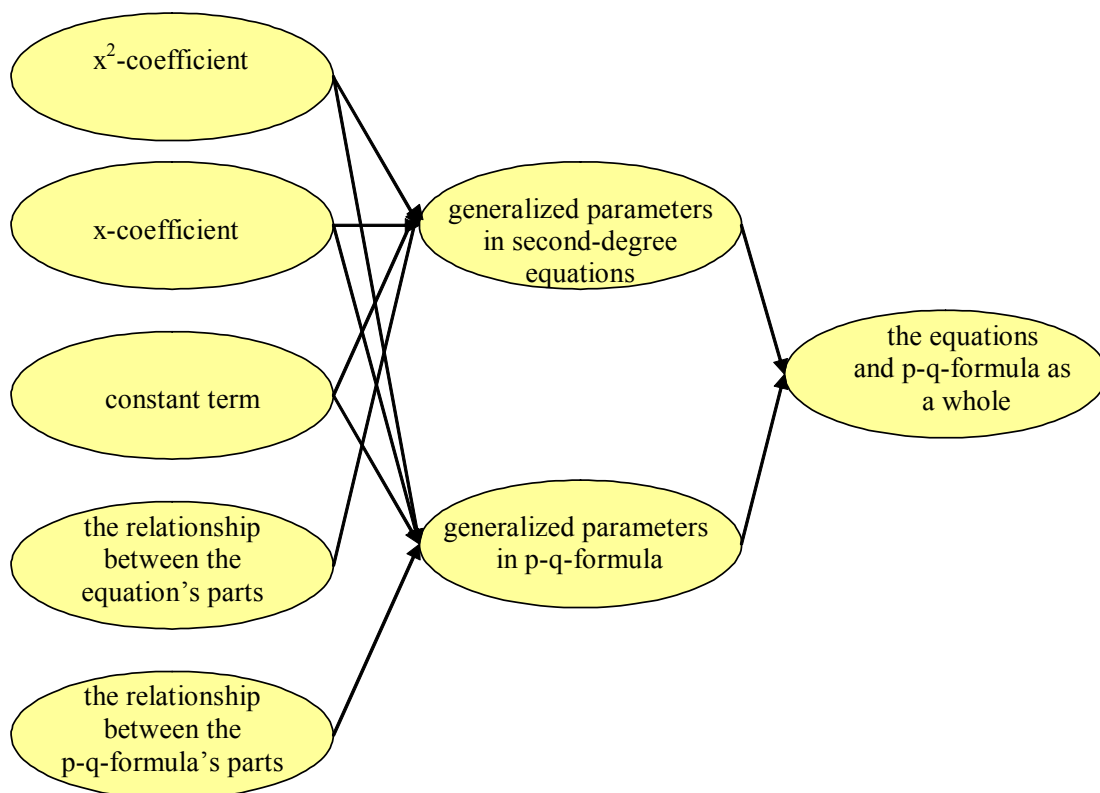 x²-coefficient
x-coefficient
constant term
the relationship
between the
equation’s parts
the relationship
between the
p-q-formula’s parts
generalized parameters
in second-degree
equations
generalized parameters
in p-q-formula
the equations
and p-q-formula as
a whole